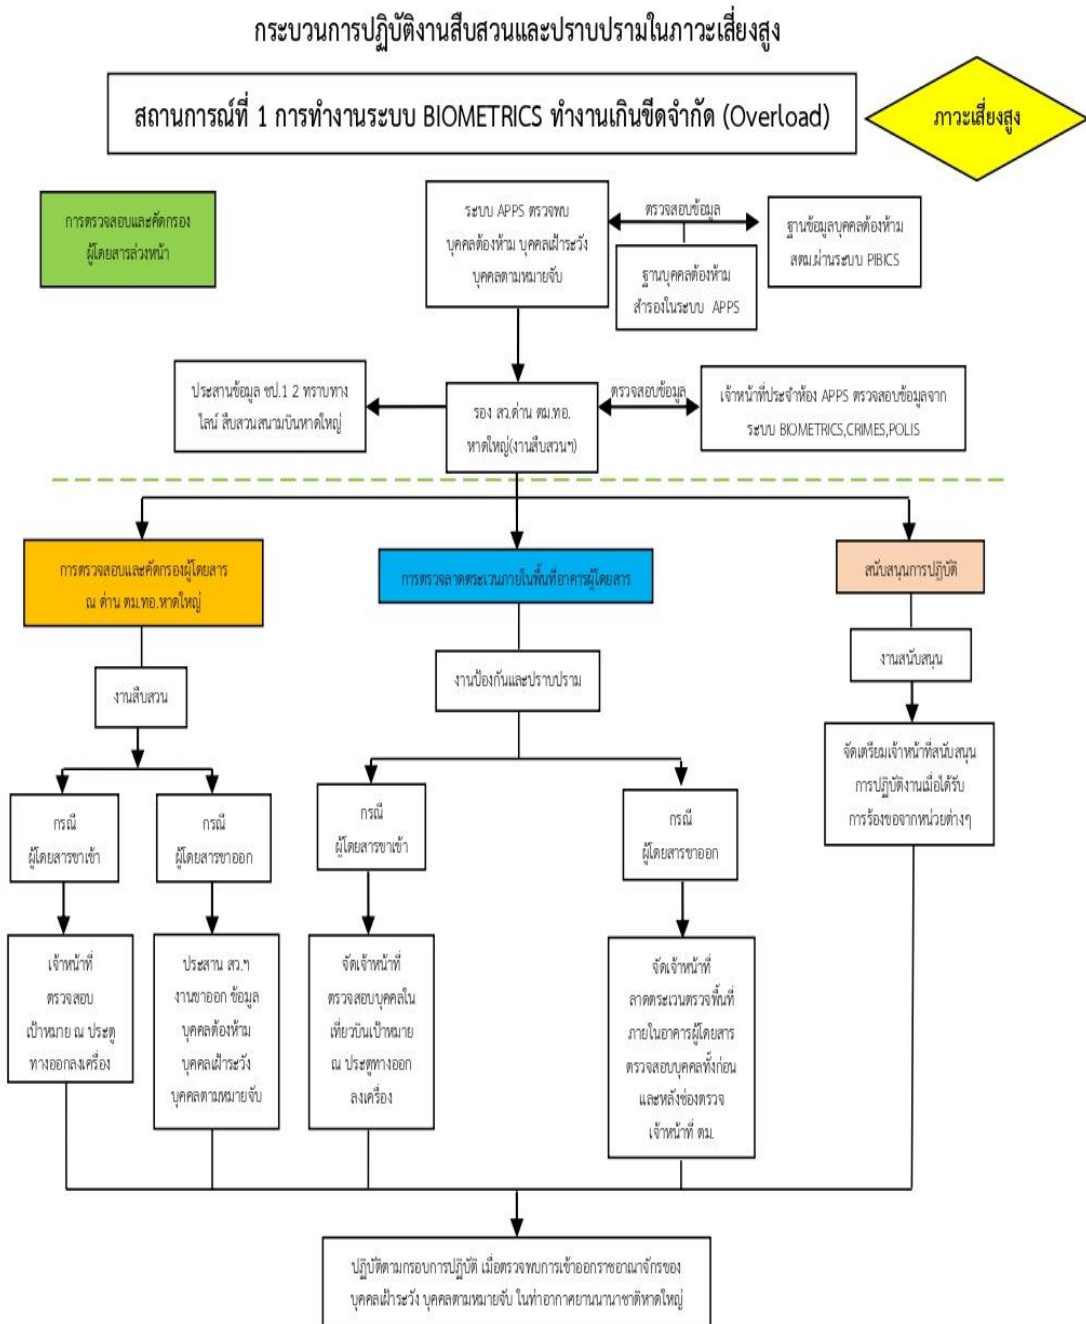 กระบวนการปฏิบัติงานสืบสวนและปราบปรามในภาวะเสี่ยงสูง
สถานการณ์ที่ 1 การทำงานระบบ BIOMETRICS ทำงานเกินขีดจำกัด (Overload)
ภาวะเสี่ยงสูง
การตรวจสอบและคัดกรอง
ผู้โดยสารล่วงหน้า
ระบบ APPS ตรวจพบ
บุคคลต้องห้าม บุคคลเฝ้าระวัง
บุคคลตามหมายจับ
ตรวจสอบข้อมูล
ฐานบุคคลต้องห้าม
สำรองในระบบ APPS
ฐานข้อมูลบุคคลต้องห้าม
สตม.ผ่านระบบ PIBICS
ประสานข้อมูล ชป.1 2 ทราบทาง
ไลน์ สืบสวนสนามบินหาดใหญ่
รอง สว.ด่าน ตม.ทอ.
หาดใหญ่(งานสืบสวนฯ)
ตรวจสอบข้อมูล
เจ้าหน้าที่ประจำห้อง APPS ตรวจสอบข้อมูลจาก
ระบบ BIOMETRICS,CRIMES,POLIS
การตรวจสอบและคัดกรองผู้โดยสาร
ณ ด่าน ตม.ทอ.หาดใหญ่
การตรวจลาดตระเวนภายในพื้นที่อาคารผู้โดยสาร
สนับสนุนการปฏิบัติ
งานสืบสวน
งานป้องกันและปราบปราม
งานสนับสนุน
กรณี
ผู้โดยสารขาเข้า
กรณี
ผู้โดยสารขาออก
กรณี
ผู้โดยสารขาเข้า
กรณี
ผู้โดยสารขาออก
จัดเตรียมเจ้าหน้าที่สนับสนุน
การปฏิบัติงานเมื่อได้รับ
การร้องขอจากหน่วยต่างๆ
เจ้าหน้าที่
ตรวจสอบ
เป้าหมาย ณ ประตู
ทางออกลงเครื่อง
ประสาน สว.ฯ
งานขาออก ข้อมูล
บุคคลต้องห้าม
บุคคลเฝ้าระวัง
บุคคลตามหมายจับ
จัดเจ้าหน้าที่
ตรวจสอบบุคคลใน
เที่ยวบินเป้าหมาย
ณ ประตูทางออก
ลงเครื่อง
จัดเจ้าหน้าที่
ลาดตระเวนตรวจพื้นที่
ภายในอาคารผู้โดยสาร
ตรวจสอบบุคคลทั้งก่อน
และหลังช่องตรวจ
เจ้าหน้าที่ ตม.
ปฏิบัติตามกรอบการปฏิบัติ เมื่อตรวจพบการเข้าออกราชอาณาจักรของ
บุคคลเฝ้าระวัง บุคคลตามหมายจับ ในท่าอากาศยานนานาชาติหาดใหญ่